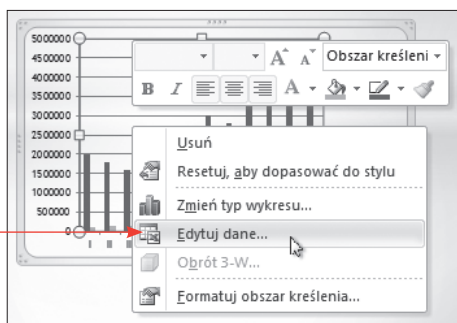 5000000
4500000
4000000
3500000
3000000
2500000
2000000
1500000
1000000
500000
0
A A Obszar kreśleni
B I A
Usuń
Resetuj, aby dopasować do stylu
Zmień typ wykresu...
Edytuj dane...
Obrót 3-W...
Formatuj obszar kreślenia...